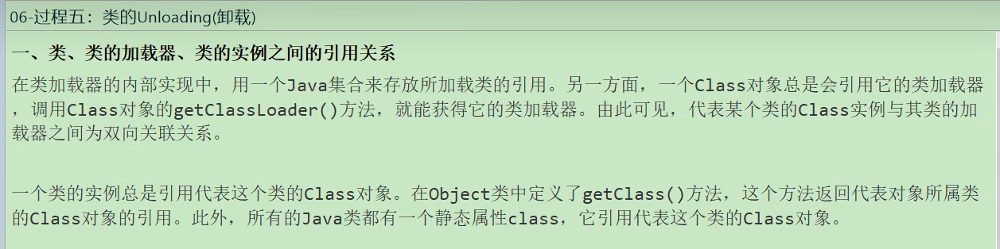 06-过程五：类的Unloading(卸载)
一、类、类的加载器、类的实例之间的引用关系
在类加载器的内部实现中，用一个Java集合来存放所加载类的引用。另一方面，一个Class对象总是会引用它的类加载器
，调用Class对象的getClassLoader()方法，就能获得它的类加载器。由此可见，代表某个类的Class实例与其类的加
载器之间为双向关联关系。
一个类的实例总是引用代表这个类的Class对象。在Object类中定义了getClass()方法，这个方法返回代表对象所属类
的Class对象的引用。此外，所有的Java类都有一个静态属性class，它引用代表这个类的Class对象。